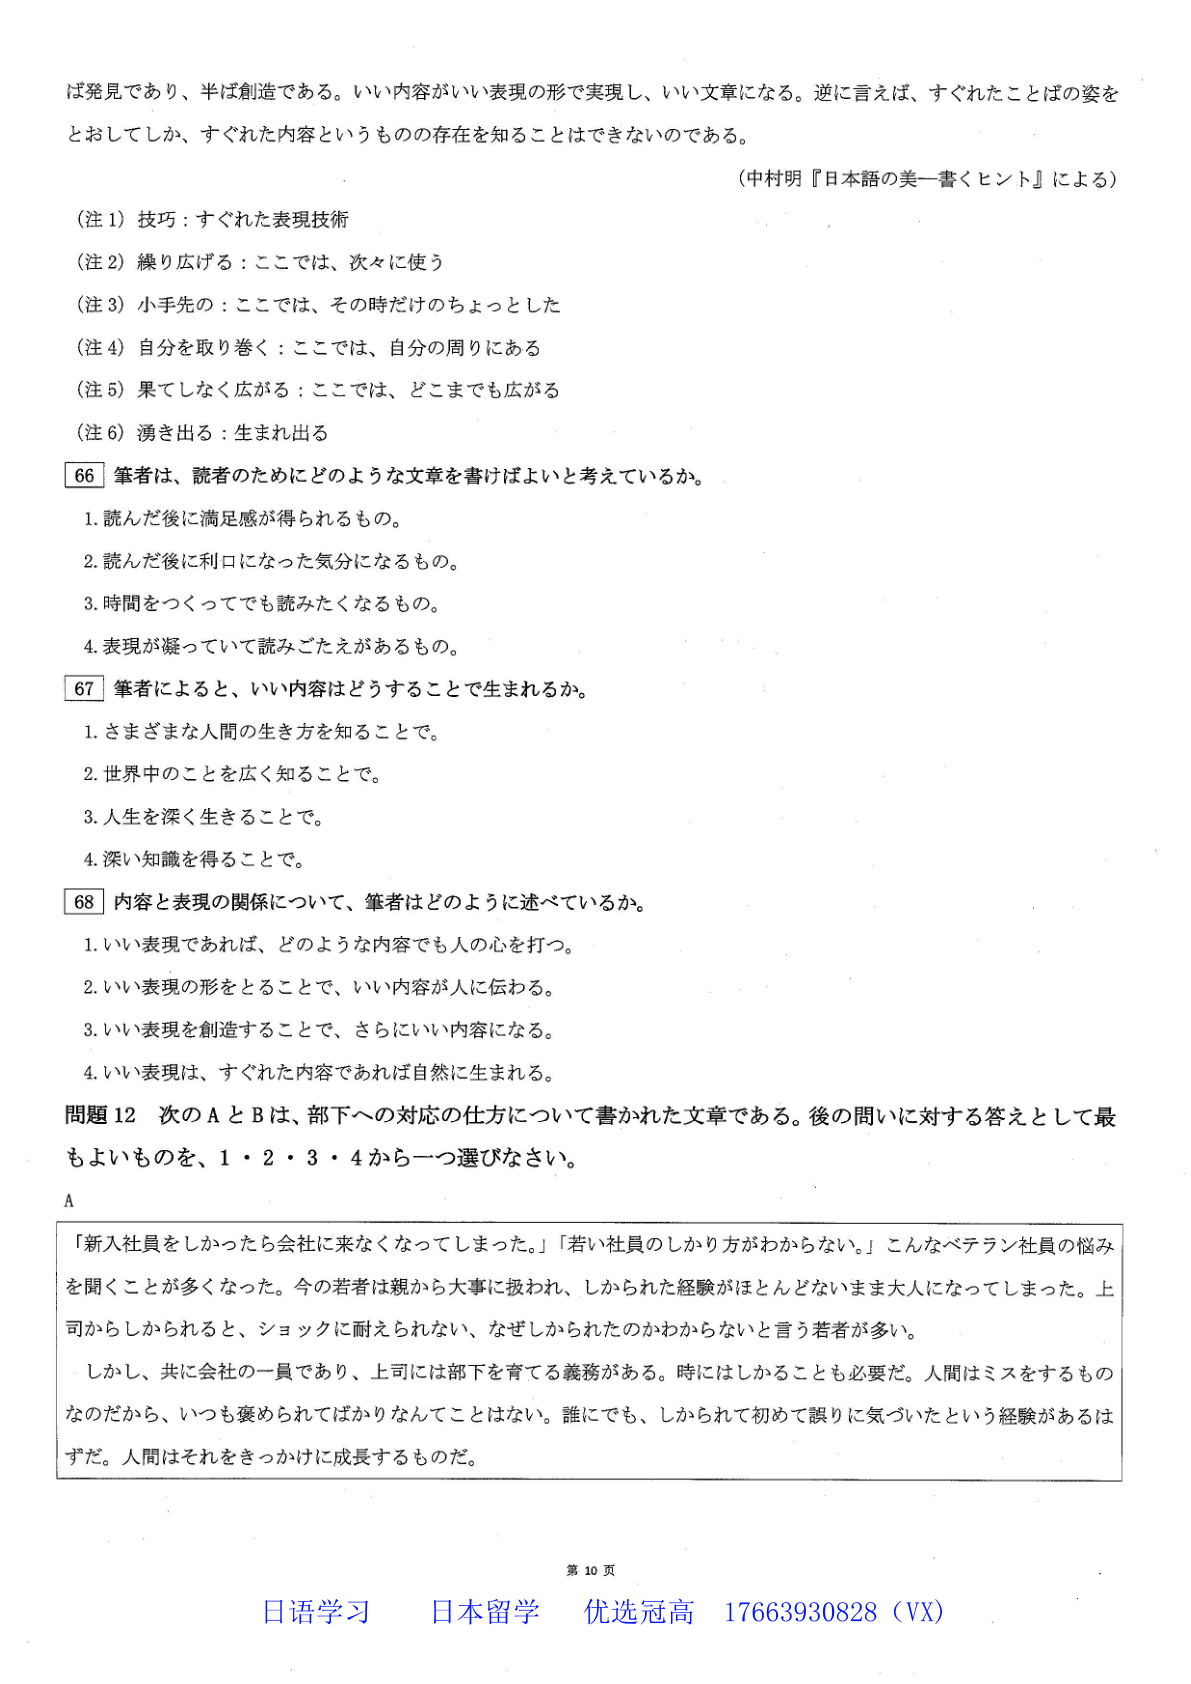 ば発見であり、半ば創造である。いい内容がいい表現の形で実現し、いい文章になる。逆に言えば、すぐれたことばの姿を
とおしてしか、すぐれた内容というものの存在を知ることはできないのである。
（中村明『日本語の美―書くヒント』による）
（注1）技巧：すぐれた表現技術
（注2）繰り広げる：ここでは、次々に使う
（注3）小手先の：ここでは、その時だけのちょっとした
（注4）自分を取り巻く：ここでは、自分の周りにある
（注5）果てしなく広がる：ここでは、どこまでも広がる
（注6）湧き出る：生まれ出る
66 筆者は、読者のためにどのような文章を書けばよいと考えているか。
1.読んだ後に満足感が得られるもの。
2.読んだ後に利口になった気分になるもの。
3.時間をつくってでも読みたくなるもの。
4.表現が凝っていて読みごたえがあるもの。
67 筆者によると、いい内容はどうすることで生まれるか。
1.さまざまな人間の生き方を知ることで。
2.世界中のことを広く知ることで。
3.人生を深く生きることで。
4.深い知識を得ることで。
68 内容と表現の関係について、筆者はどのように述べているか。
1.いい表現であれば、どのような内容でも人の心を打つ。
2.いい表現の形をとることで、いい内容が人に伝わる。
3.いい表現を創造することで、さらにいい内容になる。
4.いい表現は、すぐれた内容であれば自然に生まれる。
問題12　次のAとBは、部下への対応の仕方について書かれた文章である。後の問いに対する答えとして最
もよいものを、1・2・3・4から一つ選びなさい。
A
「新入社員をしかったら会社に来なくなってしまった。」「若い社員のしかり方がわからない。」こんなベテラン社員の悩み
を聞くことが多くなった。今の若者は親から大事に扱われ、しかられた経験がほとんどないまま大人になってしまった。上
司からしかられると、ショックに耐えられない、なぜしかられたのかわからないと言う若者が多い。
しかし、共に会社の一員であり、上司には部下を育てる義務がある。時にはしかることも必要だ。人間はミスをするもの
なのだから、いつも褒められてばかりなんてことはない。誰にでも、しかられて初めて誤りに気づいたという経験があるは
ずだ。人間はそれをきっかけに成長するものだ。
第 10 页
日语学习　日本留学　优选冠高　17663930828（VX）